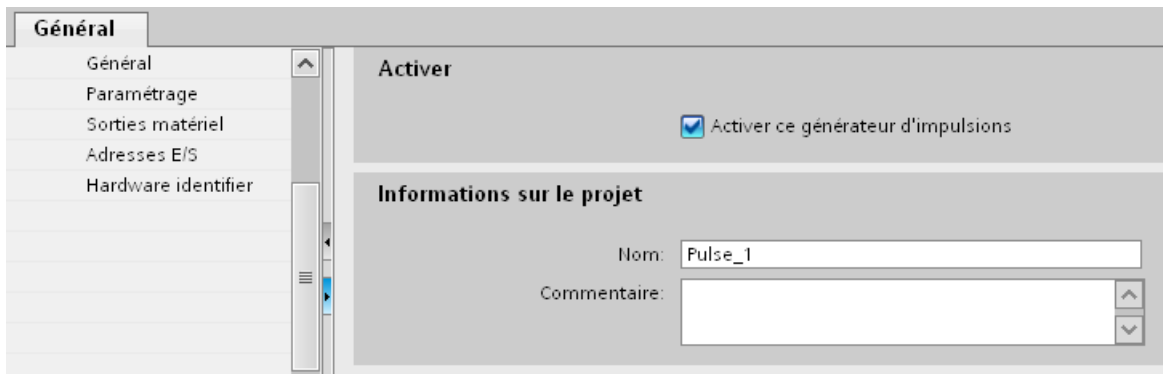 Général
Général
Paramétrage
Sorties matériel
Adresses E/S
Hardware identifier
Activer
Activer ce générateur d'impulsions
Informations sur le projet
Nom: Pulse_1
Commentaire: